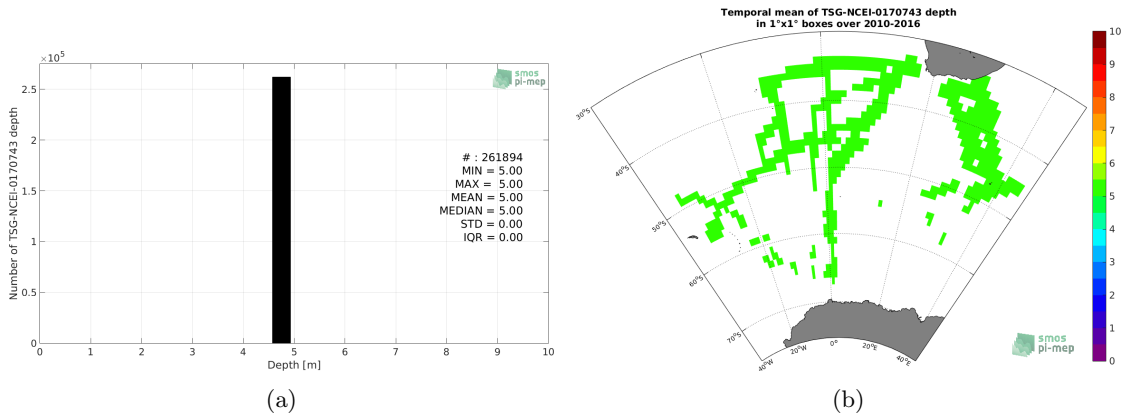 ×10^5
2.5
2
1.5
1
0.5
0
0 1 2 3 4 5 6 7 8 9 10
Number of TSG-NCEI-0170743 depth
Depth [m]
smos
pi-mep
# : 261894
MIN = 5.00
MAX = 5.00
MEAN = 5.00
MEDIAN = 5.00
STD = 0.00
IQR = 0.00
(a)
Temporal mean of TSG-NCEI-0170743 depth
in 1°x1° boxes over 2010-2016
30°S
40°S
50°S
60°S
70°S
40°W
20°W
0°
20°E
40°E
smos
pi-mep
10
9
8
7
6
5
4
3
2
1
0
(b)